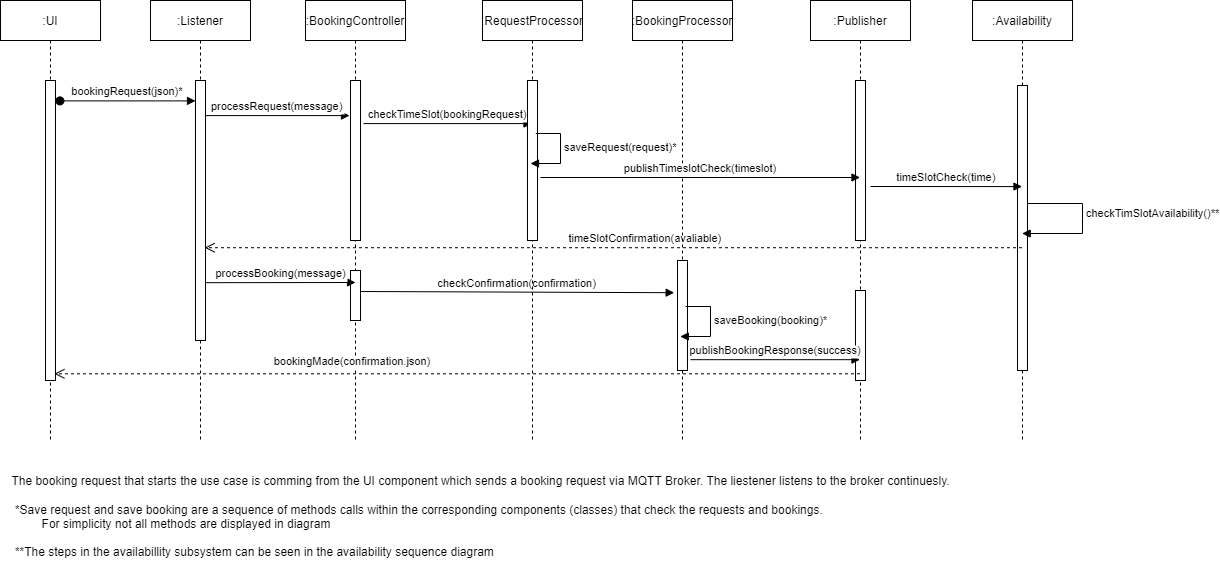 :UI
:Listener
:BookingController
RequestProcessor
:BookingProcessor
:Publisher
:Availability
bookingRequest(json)*
processRequest(message)
checkTimeSlot(bookingRequest)
saveRequest(request)*
publishTimeslotCheck(timeslot)
timeSlotCheck(time)
checkTimSlotAvailability()**
timeSlotConfirmation(avaliable)
processBooking(message)
checkConfirmation(confirmation)
saveBooking(booking)*
publishBookingResponse(success)
bookingMade(confirmation.json)
The booking request that starts the use case is comming from the UI component which sends a booking request via MQTT Broker. The liestener listens to the broker continuesly.
*Save request and save booking are a sequence of methods calls within the corresponding components (classes) that check the requests and bookings.
For simplicity not all methods are displayed in diagram
**The steps in the availabillity subsystem can be seen in the availability sequence diagram